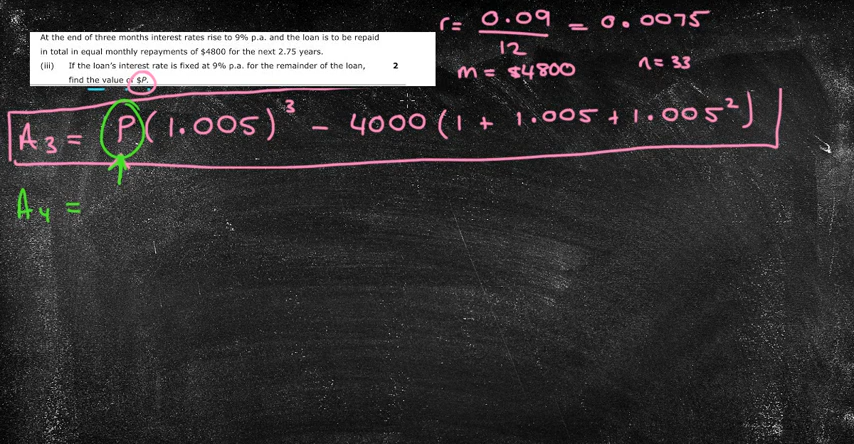 At the end of three months interest rates rise to 9% p.a. and the loan is to be repaid
in total in equal monthly repayments of $4800 for the next 2.75 years.
(iii) If the loan's interest rate is fixed at 9% p.a. for the remainder of the loan, 2
find the value of $P.
r = 0.09/12 = 0.0075
m = $4800 n = 33
A₃ = P(1.005)³ - 4000(1 + 1.005 + 1.005²)
A₄ =